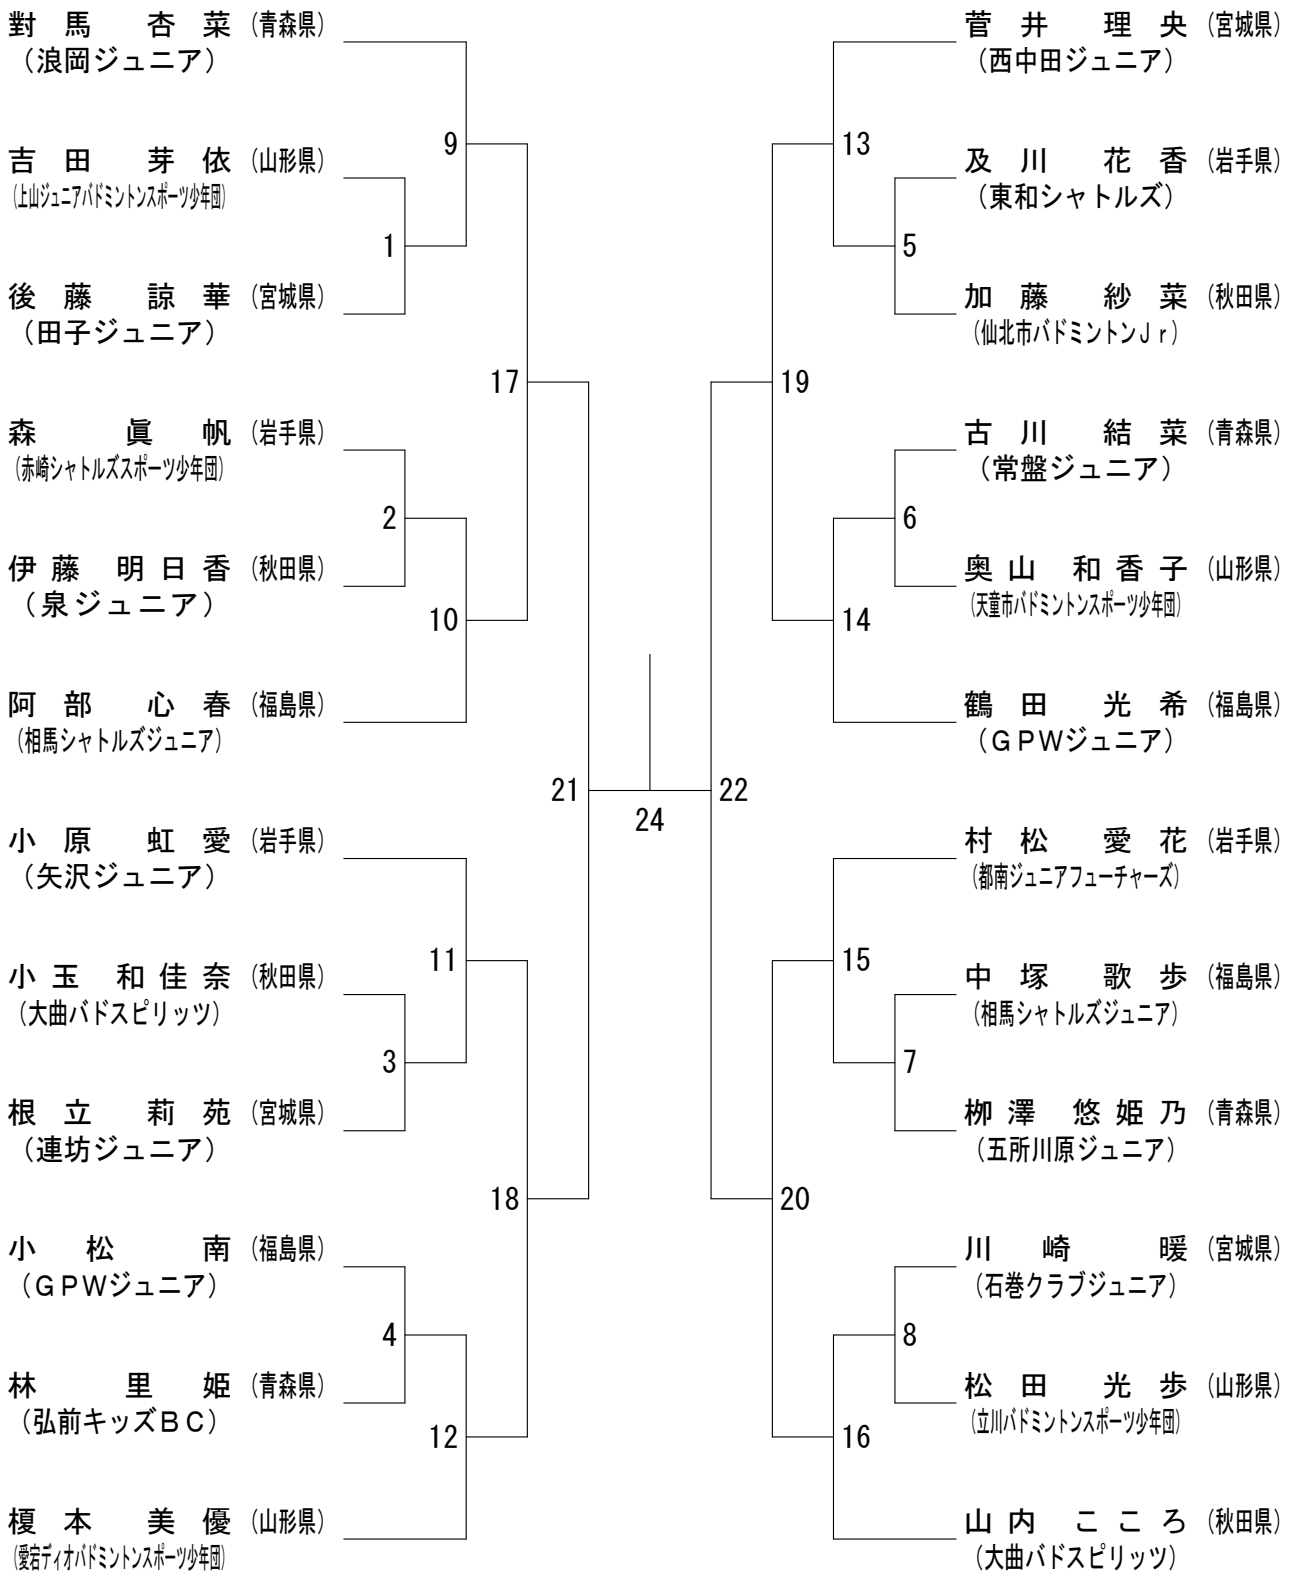 對馬 杏菜 (青森県)
(浪岡ジュニア)
9
吉田 芽依 (山形県)
(上山ジュニアバドミントンスポーツ少年団)
1
後藤 諒華 (宮城県)
(田子ジュニア)
17
森 眞帆 (岩手県)
(赤崎シャトルズスポーツ少年団)
2
伊藤 明日香 (秋田県)
(泉ジュニア)
10
阿部 心春 (福島県)
(相馬シャトルズジュニア)
21
小原 虹愛 (岩手県)
(矢沢ジュニア)
11
小玉 和佳奈 (秋田県)
(大曲バドスピリッツ)
3
根立 莉苑 (宮城県)
(連坊ジュニア)
18
小松 南 (福島県)
(GPWジュニア)
4
林 里姫 (青森県)
(弘前キッズBC)
12
榎本 美優 (山形県)
(愛宕ディオバドミントンスポーツ少年団)
24
菅井 理央 (宮城県)
(西中田ジュニア)
13
及川 花香 (岩手県)
(東和シャトルズ)
5
加藤 紗菜 (秋田県)
(仙北市バドミントンJr)
19
古川 結菜 (青森県)
(常盤ジュニア)
6
奥山 和香子 (山形県)
(天童市バドミントンスポーツ少年団)
14
鶴田 光希 (福島県)
(GPWジュニア)
22
村松 愛花 (岩手県)
(都南ジュニアフューチャーズ)
15
中塚 歌歩 (福島県)
(相馬シャトルズジュニア)
7
栁澤 悠姫乃 (青森県)
(五所川原ジュニア)
20
川崎 暖 (宮城県)
(石巻クラブジュニア)
8
松田 光歩 (山形県)
(立川バドミントンスポーツ少年団)
16
山内 こころ (秋田県)
(大曲バドスピリッツ)